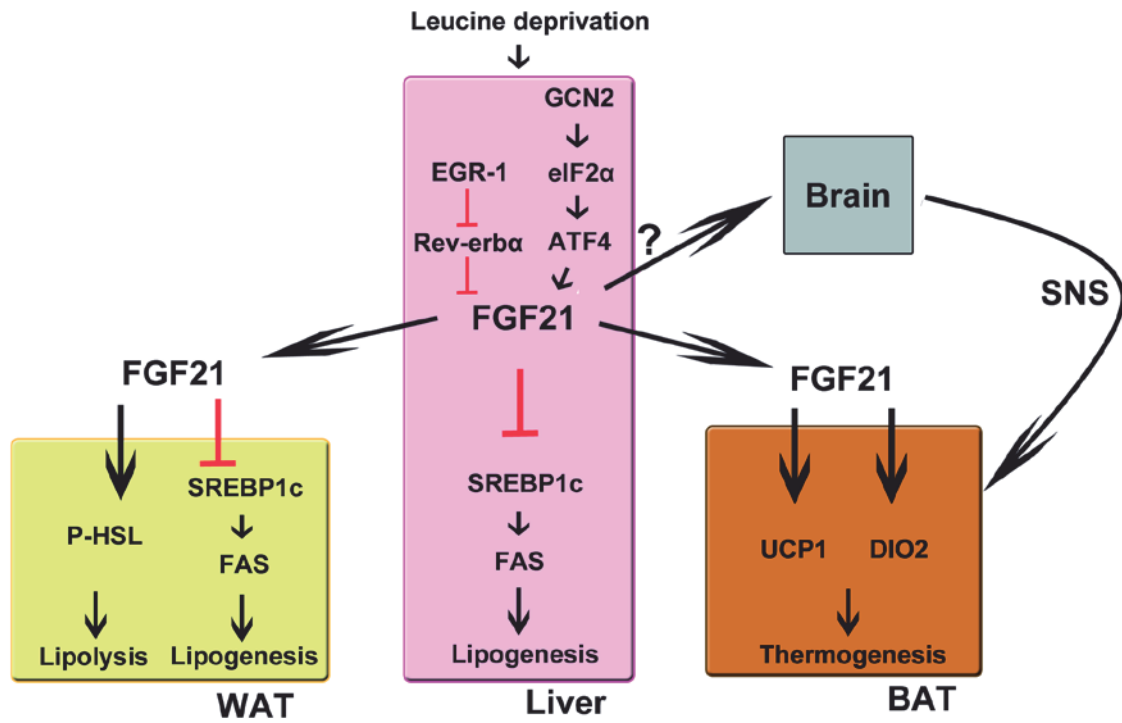 Leucine deprivation
GCN2
EGR-1
eIF2α
Rev-erbα
ATF4
?
Brain
SNS
FGF21
FGF21
FGF21
SREBP1c
P-HSL
FAS
Lipolysis
Lipogenesis
WAT
SREBP1c
FAS
Lipogenesis
Liver
UCP1
DIO2
Thermogenesis
BAT